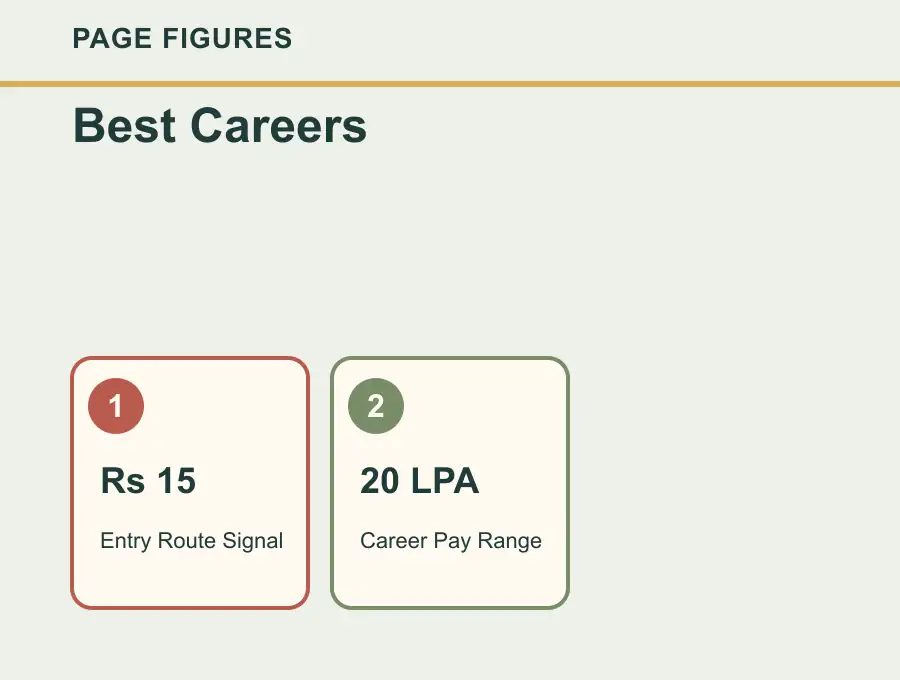 PAGE FIGURES
Best Careers
1
Rs 15
Entry Route Signal
2
20 LPA
Career Pay Range